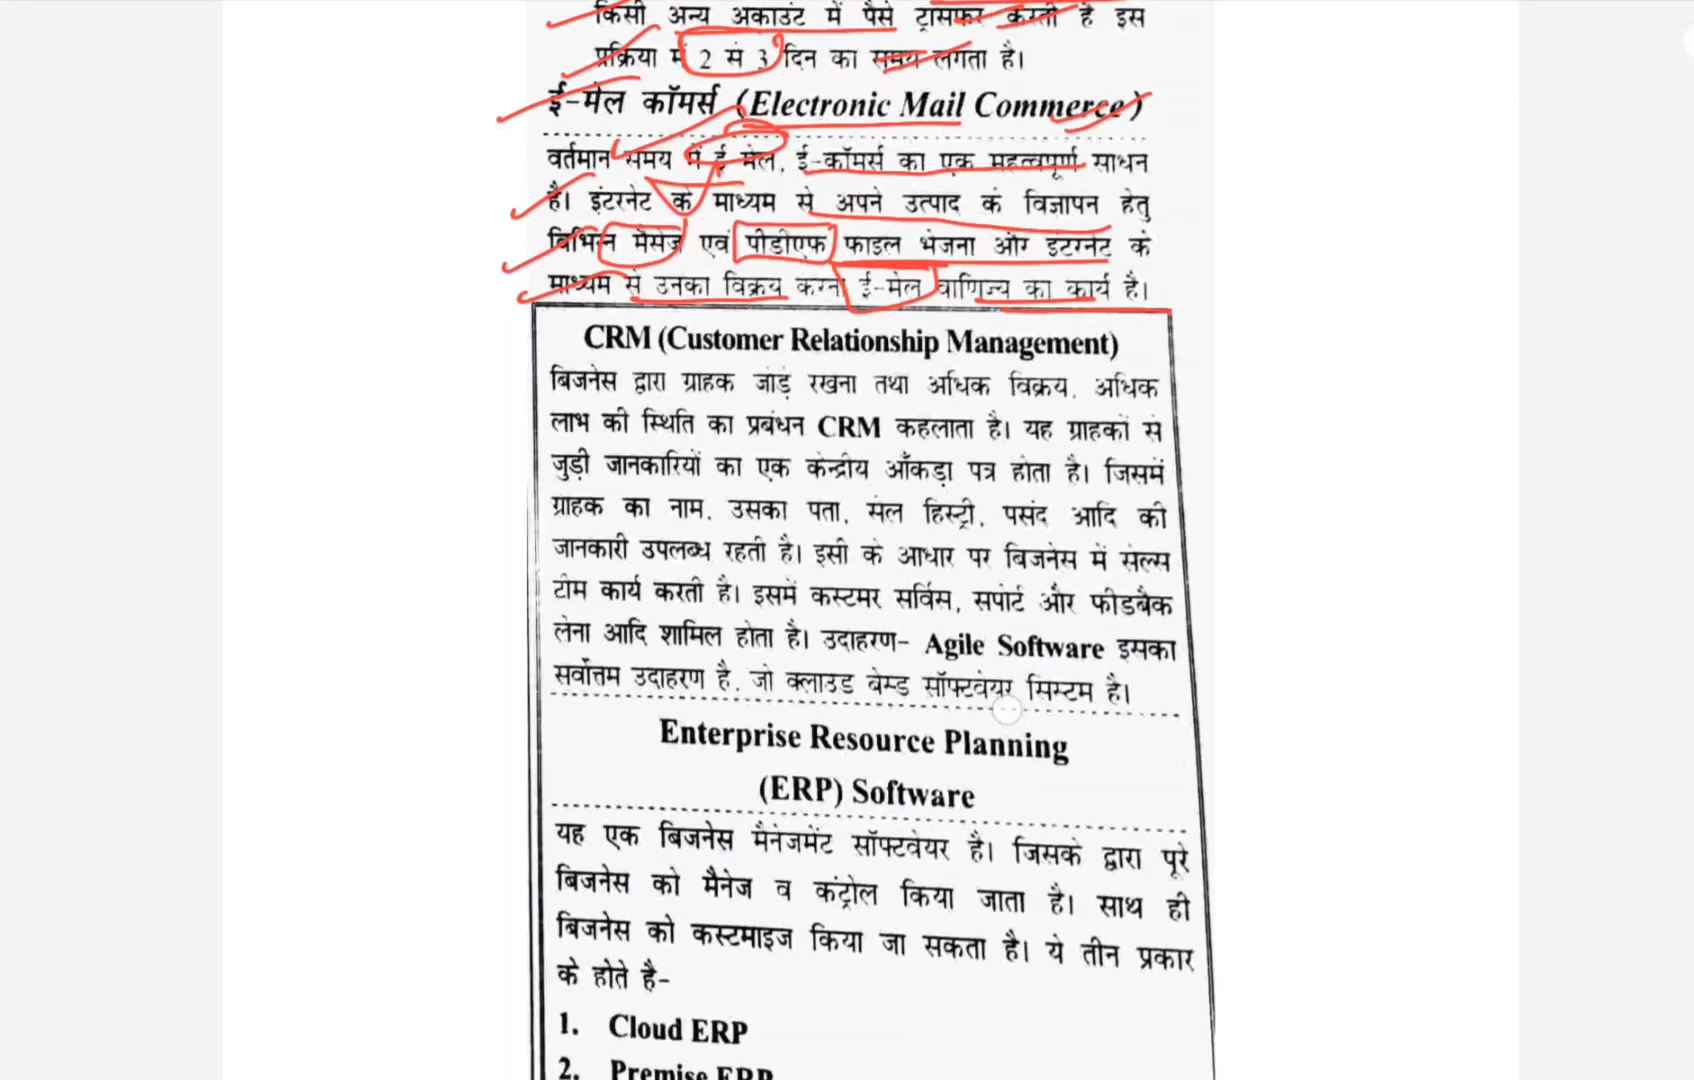 किसी अन्य अकाउंट में पैसे ट्रांसफर करती है इस
प्रक्रिया में 2 से 3 दिन का समय लगता है।
ई-मेल कॉमर्स (Electronic Mail Commerce)
वर्तमान समय में ई मेल, ई-कॉमर्स का एक महत्त्वपूर्ण साधन
है। इंटरनेट के माध्यम से अपने उत्पाद के विज्ञापन हेतु
विभिन्न मैसेज एवं पीडीएफ फाइल भेजना और इंटरनेट के
माध्यम से उनका विक्रय करना ई-मेल वाणिज्य का कार्य है।
CRM (Customer Relationship Management)
बिजनेस द्वारा ग्राहक जोड़े रखना तथा अधिक विक्रय, अधिक
लाभ की स्थिति का प्रबंधन CRM कहलाता है। यह ग्राहकों से
जुड़ी जानकारियों का एक केन्द्रीय आँकड़ा पत्र होता है। जिसमें
ग्राहक का नाम, उसका पता, सेल हिस्ट्री, पसंद आदि की
जानकारी उपलब्ध रहती है। इसी के आधार पर बिजनेस में सेल्स
टीम कार्य करती है। इसमें कस्टमर सर्विस, सपोर्ट और फीडबैक
लेना आदि शामिल होता है। उदाहरण- Agile Software इसका
सर्वोत्तम उदाहरण है, जो क्लाउड बेस्ड सॉफ्टवेयर सिस्टम है।
Enterprise Resource Planning
(ERP) Software
यह एक बिजनेस मैनेजमेंट सॉफ्टवेयर है। जिसके द्वारा पूरे
बिजनेस को मैनेज व कंट्रोल किया जाता है। साथ ही
बिजनेस को कस्टमाइज किया जा सकता है। ये तीन प्रकार
के होते है-
1. Cloud ERP
2. Premise ERP